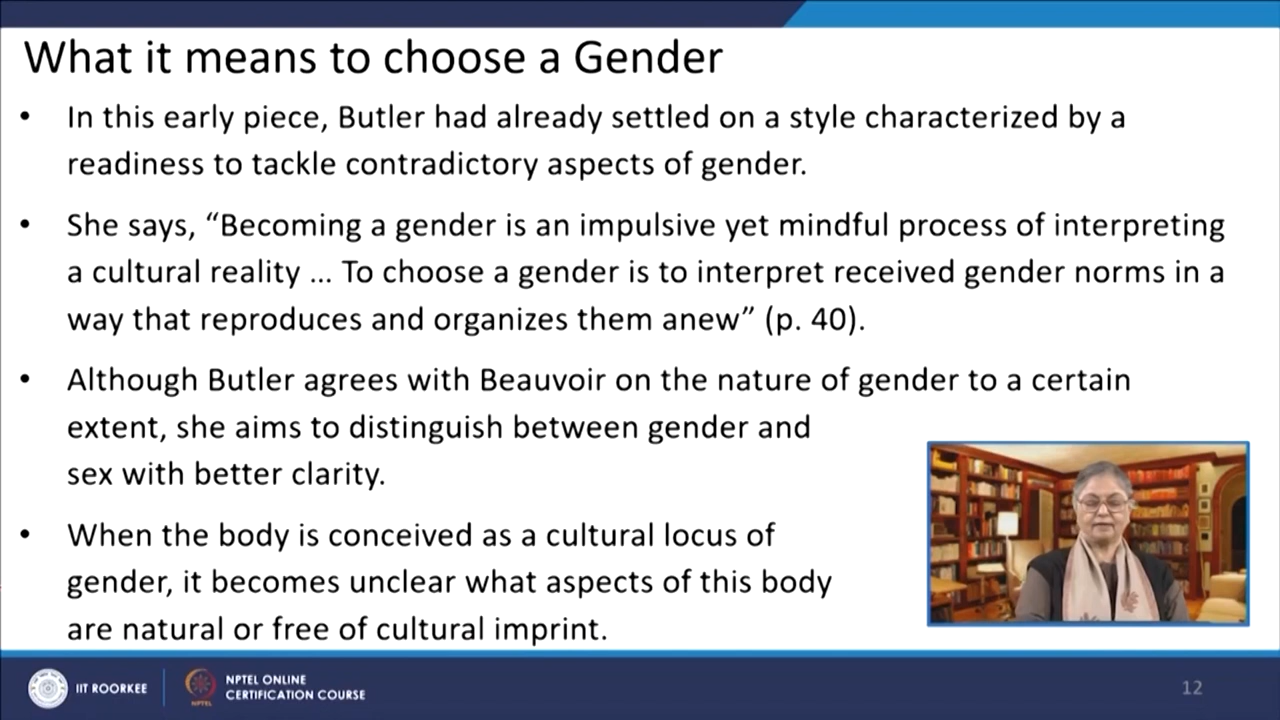 What it means to choose a Gender
• In this early piece, Butler had already settled on a style characterized by a
readiness to tackle contradictory aspects of gender.
• She says, “Becoming a gender is an impulsive yet mindful process of interpreting
a cultural reality ... To choose a gender is to interpret received gender norms in a
way that reproduces and organizes them anew” (p. 40).
• Although Butler agrees with Beauvoir on the nature of gender to a certain
extent, she aims to distinguish between gender and
sex with better clarity.
• When the body is conceived as a cultural locus of
gender, it becomes unclear what aspects of this body
are natural or free of cultural imprint.
IIT ROORKEE
NPTEL
NPTEL ONLINE
CERTIFICATION COURSE
12